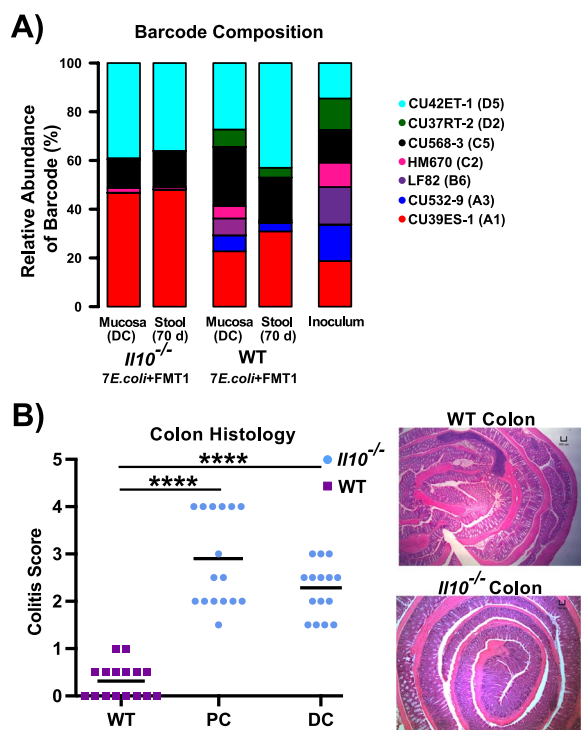 A)
Barcode Composition
Relative Abundance
of Barcode (%)
100
80
60
40
20
0
Mucosa
(DC)
Stool
(70 d)
Mucosa
(DC)
Stool
(70 d)
Inoculum
Il10-/-
WT
7E.coli+FMT1
7E.coli+FMT1
CU42ET-1 (D5)
CU37RT-2 (D2)
CU568-3 (C5)
HM670 (C2)
LF82 (B6)
CU532-9 (A3)
CU39ES-1 (A1)
B)
Colon Histology
Il10-/-
WT
****
****
Colitis Score
5
4
3
2
1
0
WT
PC
DC
WT Colon
Il10-/- Colon